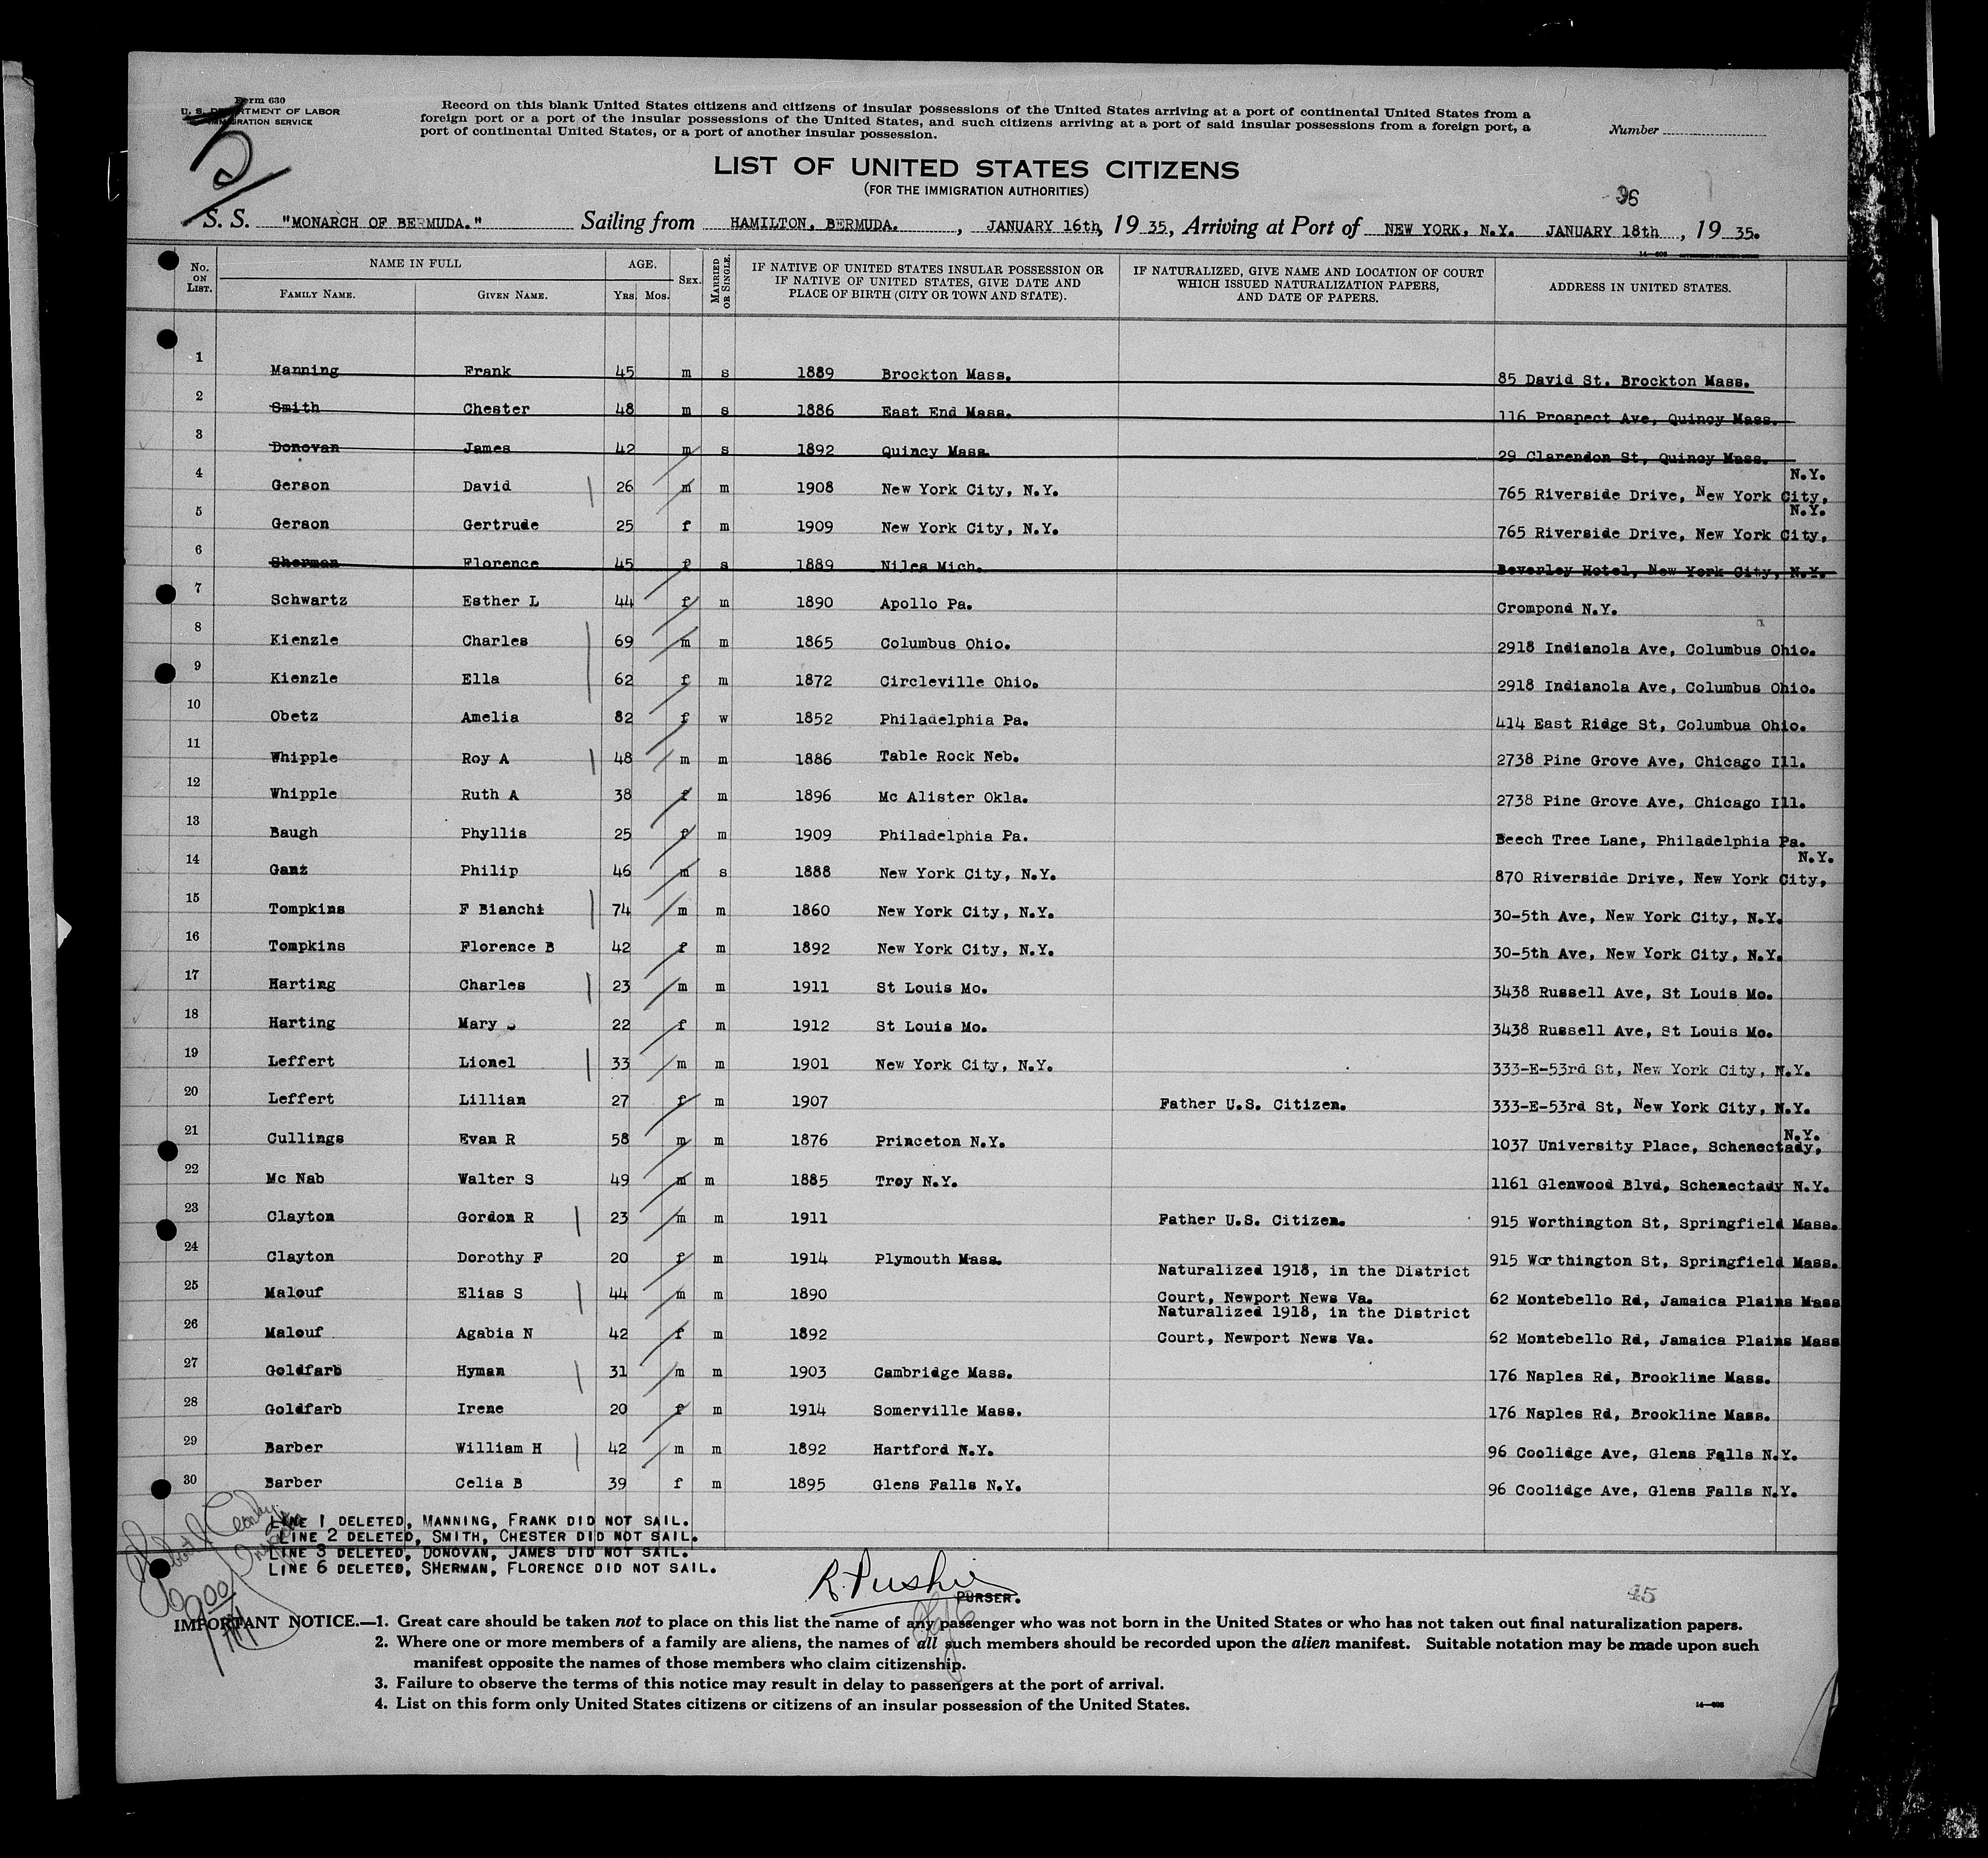 Form 630
U. S. DEPARTMENT OF LABOR
IMMIGRATION SERVICE
5
Record on this blank United States citizens and citizens of insular possessions of the United States arriving at a port of continental United States from a
foreign port or a port of the insular possessions of the United States, and such citizens arriving at a port of said insular possessions from a foreign port, a
port of continental United States, or a port of another insular possession.
Number
LIST OF UNITED STATES CITIZENS
(FOR THE IMMIGRATION AUTHORITIES)
96
S. S. "MONARCH OF BERMUDA." Sailing from HAMILTON, BERMUDA. , JANUARY 16th, 19 35, Arriving at Port of NEW YORK, N.Y. JANUARY 18th , 19 35.
No. ON LIST. NAME IN FULL FAMILY NAME. GIVEN NAME. AGE. Yrs. Mos. SEX. MARRIED OR SINGLE. IF NATIVE OF UNITED STATES INSULAR POSSESSION OR IF NATIVE OF UNITED STATES, GIVE DATE AND PLACE OF BIRTH (CITY OR TOWN AND STATE). IF NATURALIZED, GIVE NAME AND LOCATION OF COURT WHICH ISSUED NATURALIZATION PAPERS, AND DATE OF PAPERS. ADDRESS IN UNITED STATES.
1 Manning Frank 45 m s 1889 Brockton Mass. 85 David St. Brockton Mass.
2 Smith Chester 48 m s 1886 East End Mass. 116 Prospect Ave, Quincy Mass.
3 Donovan James 42 m s 1892 Quincy Mass. 29 Clarendon St, Quincy Mass.
4 Gerson David 26 m m 1908 New York City, N.Y. 765 Riverside Drive, New York City, N.Y.
5 Gerson Gertrude 25 f m 1909 New York City, N.Y. 765 Riverside Drive, New York City, N.Y.
6 Sherman Florence 45 f s 1889 Niles Mich. Beverley Hotel, New York City, N.Y.
7 Schwartz Esther L 44 f m 1890 Apollo Pa. Crompond N.Y.
8 Kienzle Charles 69 m m 1865 Columbus Ohio. 2918 Indianola Ave, Columbus Ohio.
9 Kienzle Ella 62 f m 1872 Circleville Ohio. 2918 Indianola Ave, Columbus Ohio.
10 Obetz Amelia 82 f w 1852 Philadelphia Pa. 414 East Ridge St, Columbus Ohio.
11 Whipple Roy A 48 m m 1886 Table Rock Neb. 2738 Pine Grove Ave, Chicago Ill.
12 Whipple Ruth A 38 f m 1896 Mc Alister Okla. 2738 Pine Grove Ave, Chicago Ill.
13 Baugh Phyllis 25 f m 1909 Philadelphia Pa. Beech Tree Lane, Philadelphia Pa.
14 Ganz Philip 46 m s 1888 New York City, N.Y. 870 Riverside Drive, New York City, N.Y.
15 Tompkins F Bianchi 74 m m 1860 New York City, N.Y. 30-5th Ave, New York City, N.Y.
16 Tompkins Florence B 42 f m 1892 New York City, N.Y. 30-5th Ave, New York City, N.Y.
17 Harting Charles 23 m m 1911 St Louis Mo. 3438 Russell Ave, St Louis Mo.
18 Harting Mary 22 f m 1912 St Louis Mo. 3438 Russell Ave, St Louis Mo.
19 Leffert Lionel 33 m m 1901 New York City, N.Y. 333-E-53rd St, New York City, N.Y.
20 Leffert Lillian 27 f m 1907 Father U.S. Citizen. 333-E-53rd St, New York City, N.Y.
21 Cullings Evan R 58 m m 1876 Princeton N.Y. 1037 University Place, Schenectady, N.Y.
22 Mc Nab Walter S 49 m m 1885 Troy N.Y. 1161 Glenwood Blvd, Schenectady N.Y.
23 Clayton Gordon R 23 m m 1911 Father U.S. Citizen. 915 Worthington St, Springfield Mass.
24 Clayton Dorothy F 20 f m 1914 Plymouth Mass. 915 Worthington St, Springfield Mass.
25 Malouf Elias S 44 m m 1890 Naturalized 1918, in the District Court, Newport News Va. 62 Montebello Rd, Jamaica Plains Mass
26 Malouf Agabia N 42 f m 1892 Naturalized 1918, in the District Court, Newport News Va. 62 Montebello Rd, Jamaica Plains Mass
27 Goldfarb Hyman 31 m m 1903 Cambridge Mass. 176 Naples Rd, Brookline Mass.
28 Goldfarb Irene 20 f m 1914 Somerville Mass. 176 Naples Rd, Brookline Mass.
29 Barber William H 42 m m 1892 Hartford N.Y. 96 Coolidge Ave, Glens Falls N.Y.
30 Barber Celia B 39 f m 1895 Glens Falls N.Y. 96 Coolidge Ave, Glens Falls N.Y.
LINE 1 DELETED, MANNING, FRANK DID NOT SAIL.
LINE 2 DELETED, SMITH, CHESTER DID NOT SAIL.
LINE 3 DELETED, DONOVAN, JAMES DID NOT SAIL.
LINE 6 DELETED, SHERMAN, FLORENCE DID NOT SAIL.
PURSER.
45
IMPORTANT NOTICE.—1. Great care should be taken not to place on this list the name of any passenger who was not born in the United States or who has not taken out final naturalization papers.
2. Where one or more members of a family are aliens, the names of all such members should be recorded upon the alien manifest. Suitable notation may be made upon such
manifest opposite the names of those members who claim citizenship.
3. Failure to observe the terms of this notice may result in delay to passengers at the port of arrival.
4. List on this form only United States citizens or citizens of an insular possession of the United States.